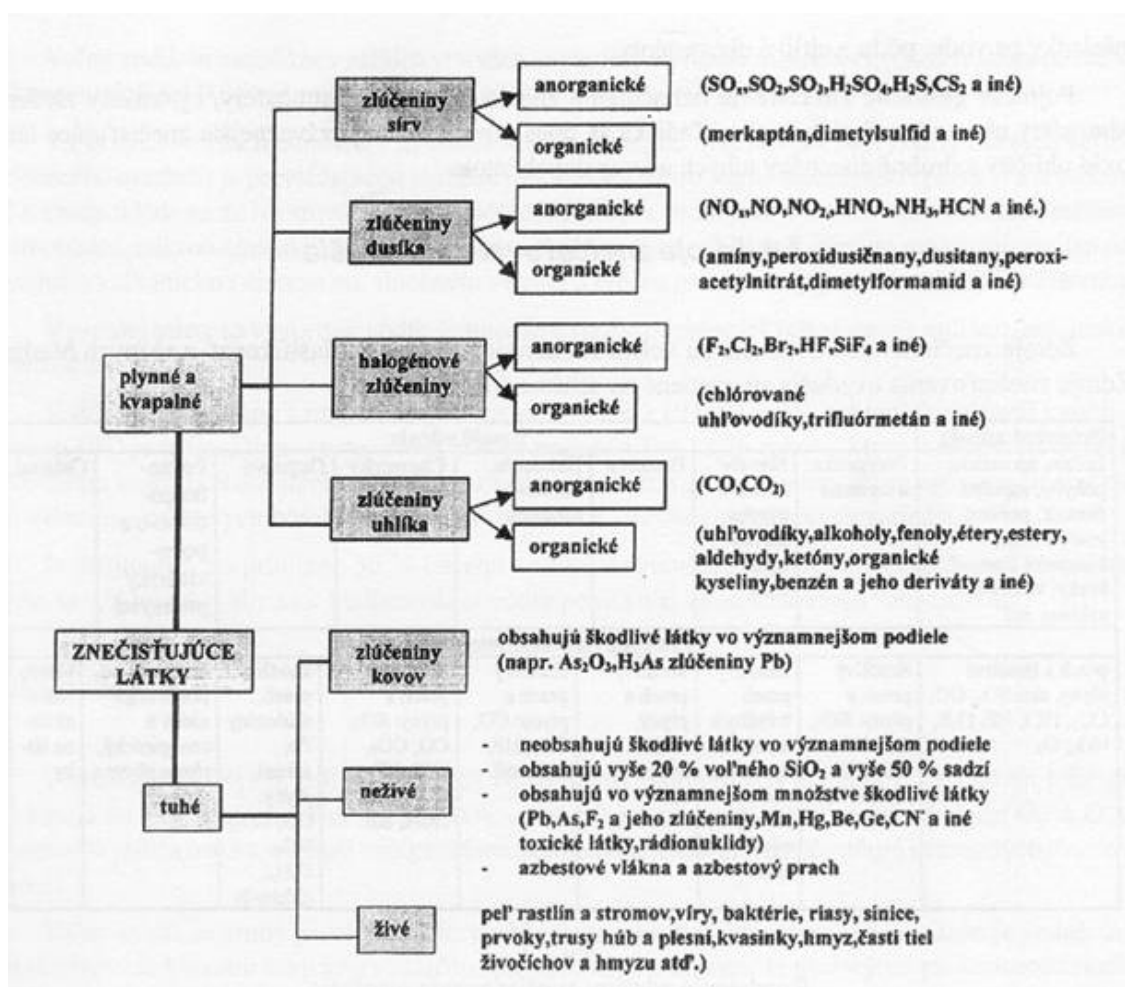 zlúčeniny
síry
anorganické
(SO₃,SO₂,SO₃,H₂SO₄,H₂S,CS₂ a iné)
organické
(merkaptán,dimetylsulfid a iné)
zlúčeniny
dusíka
anorganické
(NOₓ,NO,NO₂,,HNO₃,NH₃,HCN a iné.)
organické
(amíny,peroxidusičnany,dusitany,peroxi-
acetylnitrát,dimetylformamid a iné)
plynné a
kvapalné
halogénové
zlúčeniny
anorganické
(F₂,Cl₂,Br₂,HF,SiF₄ a iné)
organické
(chlórované
uhľovodíky,trifluórmetán a iné)
zlúčeniny
uhlíka
anorganické
(CO,CO₂)
organické
(uhľovodíky,alkoholy,fenoly,étery,estery,
aldehydy,ketóny,organické
kyseliny,benzén a jeho deriváty a iné)
ZNEČISŤUJÚCE
LÁTKY
zlúčeniny
kovov
obsahujú škodlivé látky vo významnejšom podiele
(napr. As₂O₃,H₃As zlúčeniny Pb)
tuhé
neživé
- neobsahujú škodlivé látky vo významnejšom podiele
- obsahujú vyše 20 % voľného SiO₂ a vyše 50 % sadzí
- obsahujú vo významnejšom množstve škodlivé látky
(Pb,As,F₂ a jeho zlúčeniny,Mn,Hg,Be,Ge,CN⁻ a iné
toxické látky,rádionuklidy)
- azbestové vlákna a azbestový prach
živé
peľ rastlín a stromov,víry, baktérie, riasy, sinice,
prvoky,trusy húb a plesní,kvasinky,hmyz,časti tiel
živočíchov a hmyzu atď.)